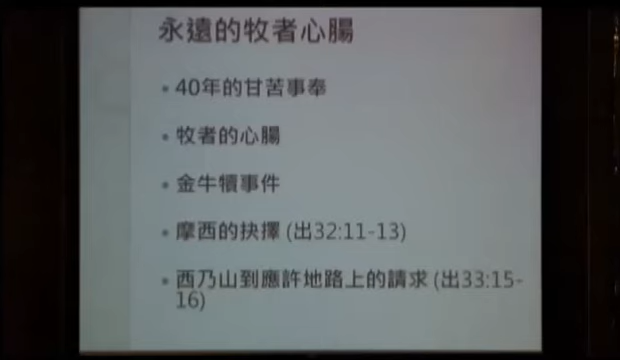 永遠的牧者心腸
• 40年的甘苦事奉
• 牧者的心腸
• 金牛犢事件
• 摩西的抉擇 (出32:11-13)
• 西乃山到應許地路上的請求 (出33:15-
16)